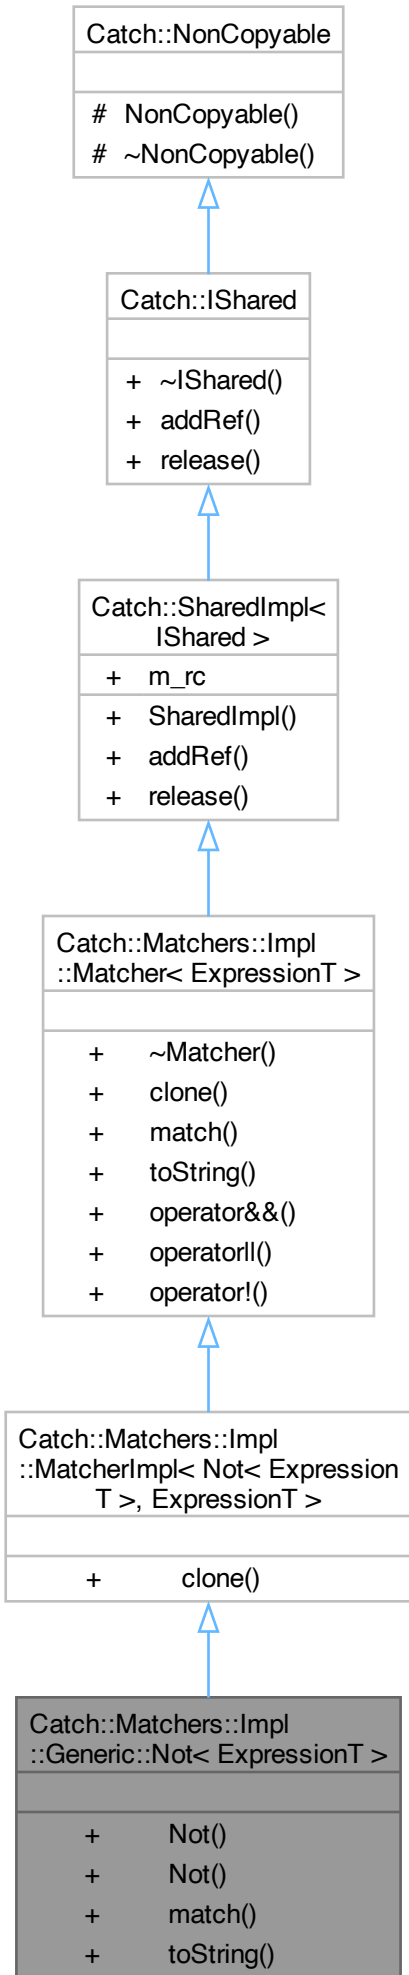 Catch::NonCopyable
# NonCopyable()
# ~NonCopyable()
Catch::IShared
+ ~IShared()
+ addRef()
+ release()
Catch::SharedImpl<
IShared >
+ m_rc
+ SharedImpl()
+ addRef()
+ release()
Catch::Matchers::Impl
::Matcher< ExpressionT >
+ ~Matcher()
+ clone()
+ match()
+ toString()
+ operator&&()
+ operator||()
+ operator!()
Catch::Matchers::Impl
::MatcherImpl< Not< Expression
T >, ExpressionT >
+ clone()
Catch::Matchers::Impl
::Generic::Not< ExpressionT >
+ Not()
+ Not()
+ match()
+ toString()